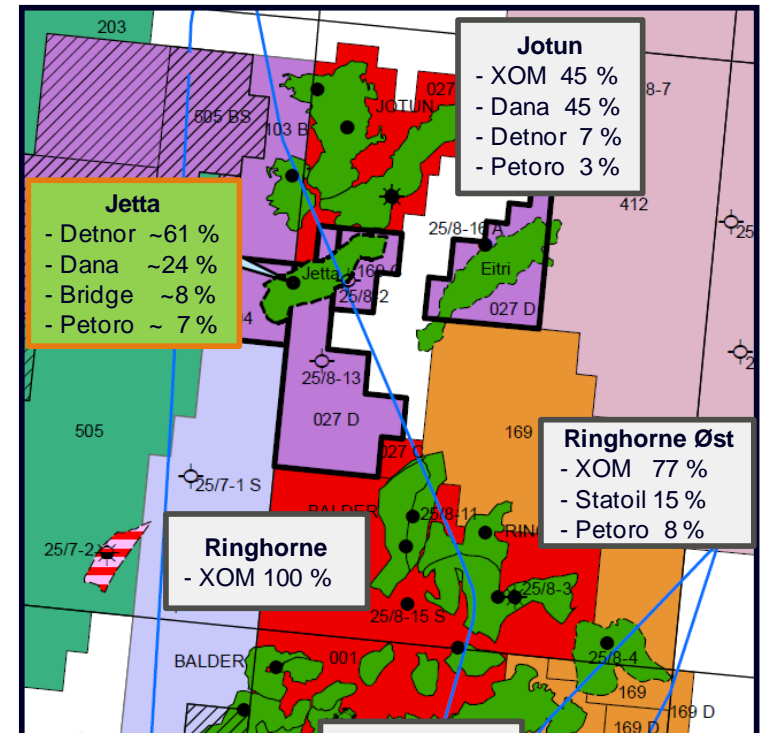 203
Jotun
- XOM 45 %
- Dana 45 %
- Detnor 7 %
- Petoro 3 %
027
8-7
JOTUN
505 BS
103 B
Jetta
- Detnor ~61 %
- Dana ~24 %
- Bridge ~8 %
- Petoro ~ 7 %
412
25/8-16 A
25
Eitri
Jetta
169 C
25/8-2
027 D
04
2
25/8-13
027 D
505
169
Ringhorne Øst
- XOM 77 %
- Statoil 15 %
- Petoro 8 %
027 C
25/7-1 S
BALDER
25/8-11
RING
25/7-2
Ringhorne
- XOM 100 %
25/8-3
25/8-15 S
BALDER
001
25/8-4
169
169 D
169 D